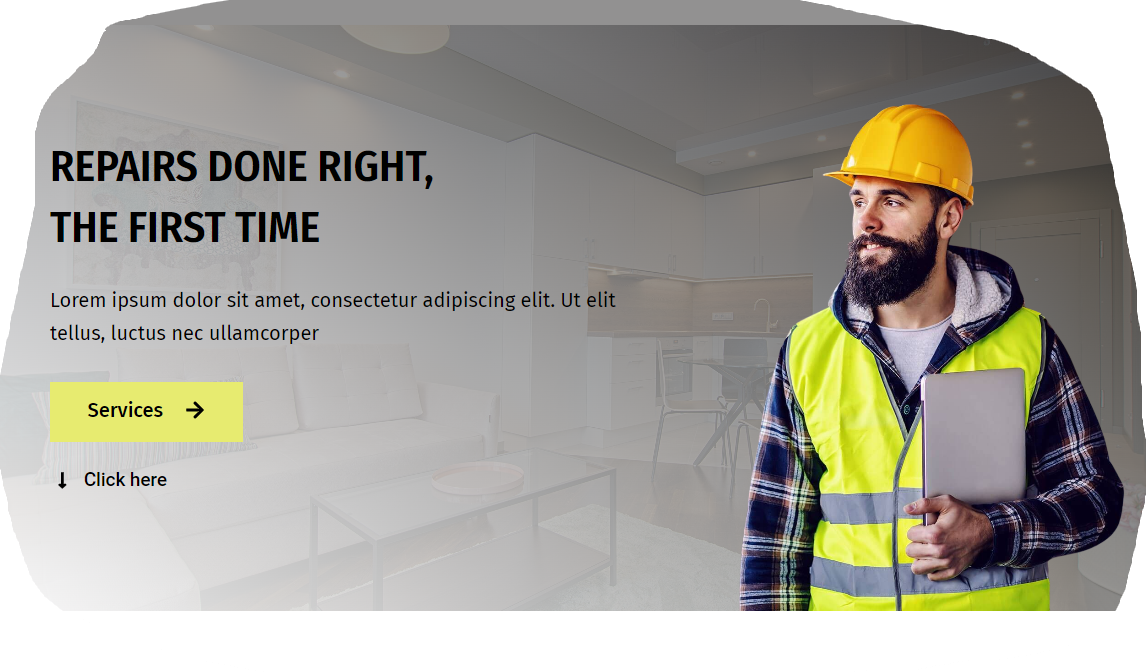 REPAIRS DONE RIGHT,
THE FIRST TIME
Lorem ipsum dolor sit amet, consectetur adipiscing elit. Ut elit
tellus, luctus nec ullamcorper
Services
Click here